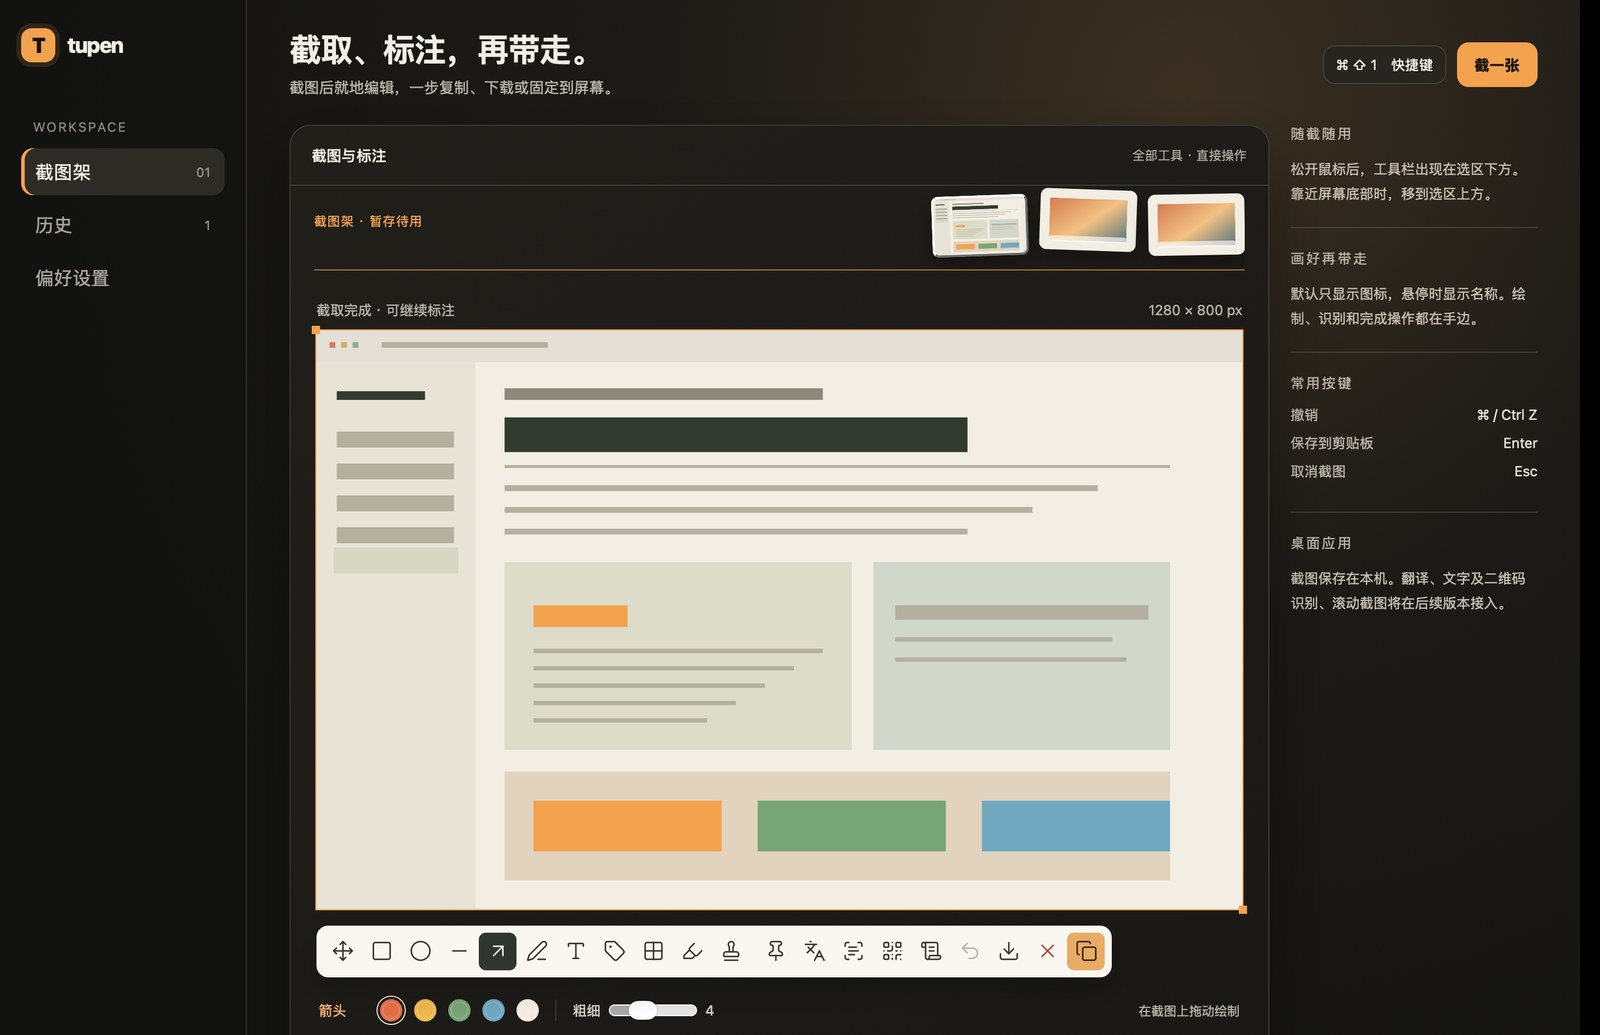 T tupen
WORKSPACE
截图架 01
历史 1
偏好设置
截取、标注，再带走。
截图后就地编辑，一步复制、下载或固定到屏幕。
⌘⇧1 快捷键
截一张
截图与标注
全部工具 · 直接操作
截图架 · 暂存待用
截取完成 · 可继续标注
1280 × 800 px
箭头
粗细 4
在截图上拖动绘制
随截随用
松开鼠标后，工具栏出现在选区下方。
靠近屏幕底部时，移到选区上方。
画好再带走
默认只显示图标，悬停时显示名称。绘
制、识别和完成操作都在手边。
常用按键
撤销 ⌘ / Ctrl Z
保存到剪贴板 Enter
取消截图 Esc
桌面应用
截图保存在本机。翻译、文字及二维码
识别、滚动截图将在后续版本接入。